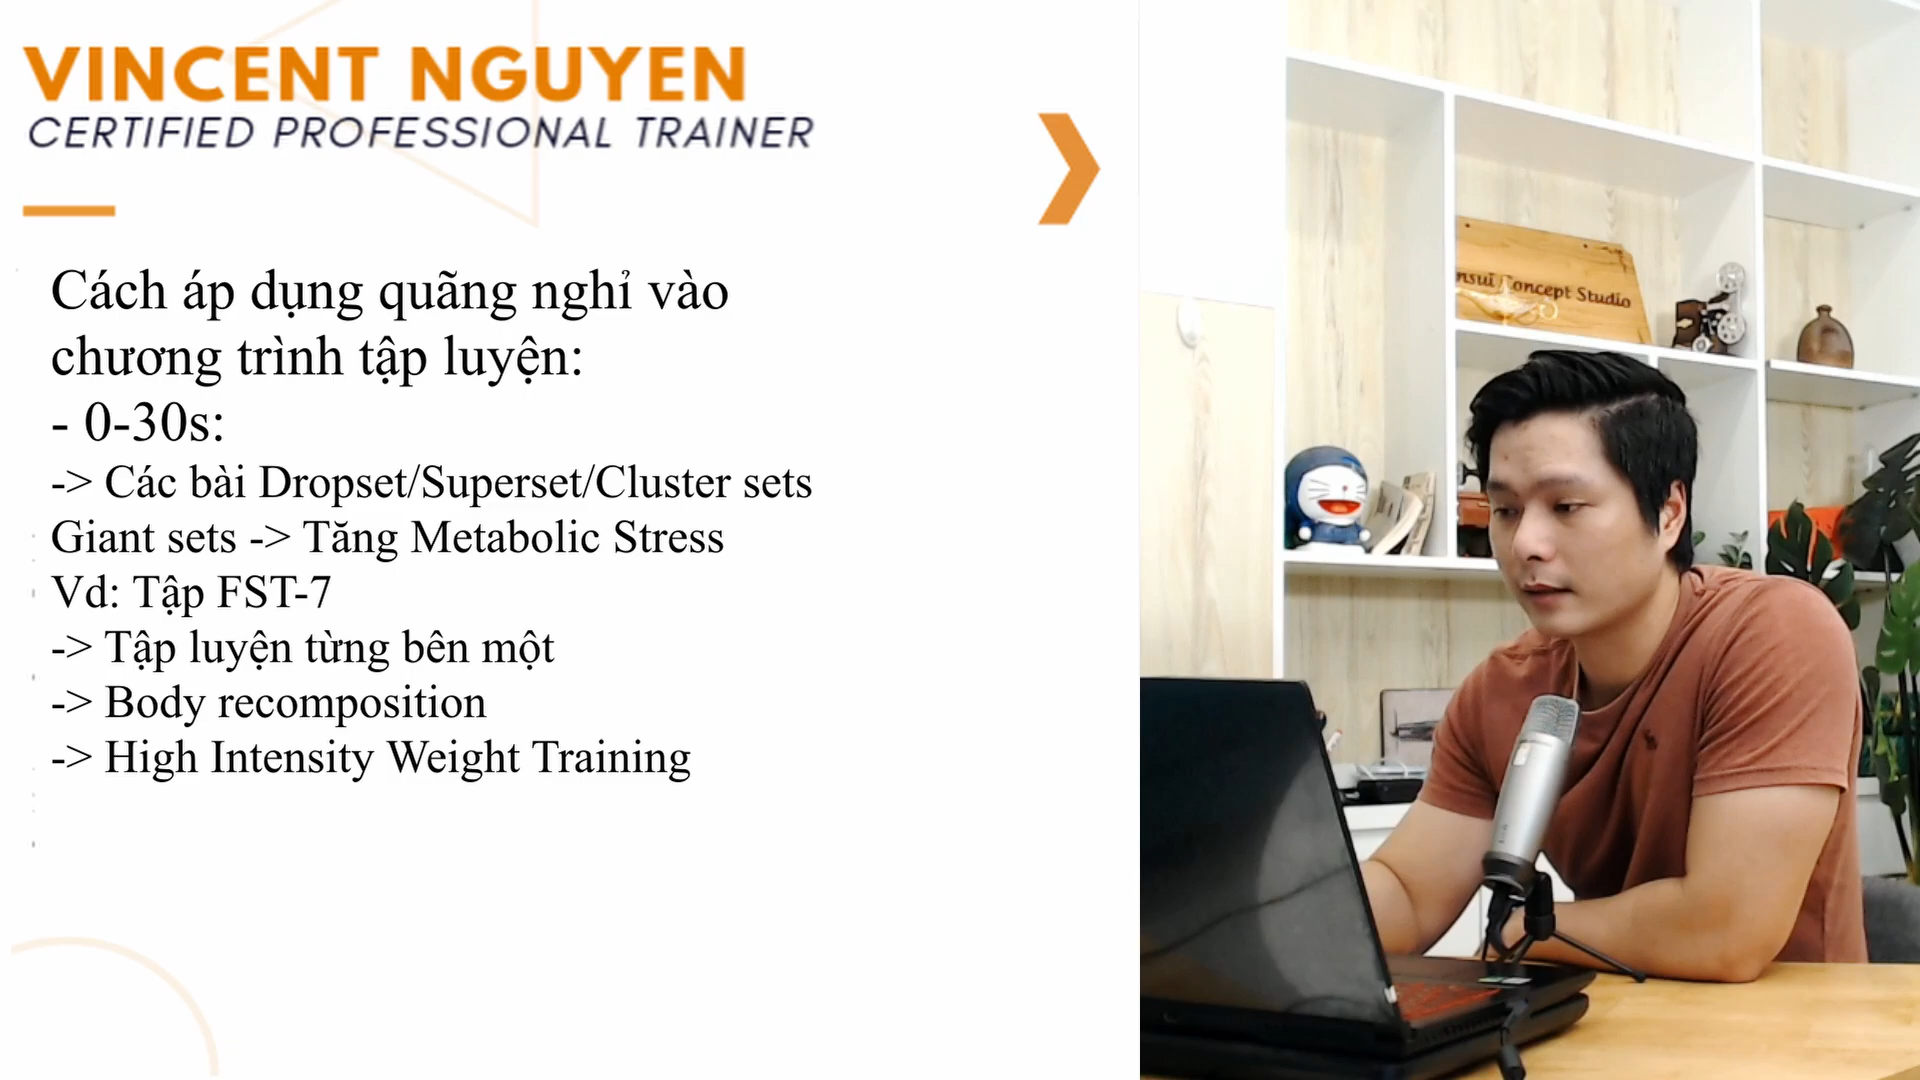 VINCENT NGUYEN
CERTIFIED PROFESSIONAL TRAINER
Cách áp dụng quãng nghỉ vào
chương trình tập luyện:
- 0-30s:
-> Các bài Dropset/Superset/Cluster sets
Giant sets -> Tăng Metabolic Stress
Vd: Tập FST-7
-> Tập luyện từng bên một
-> Body recomposition
-> High Intensity Weight Training
nsui Concept Studio